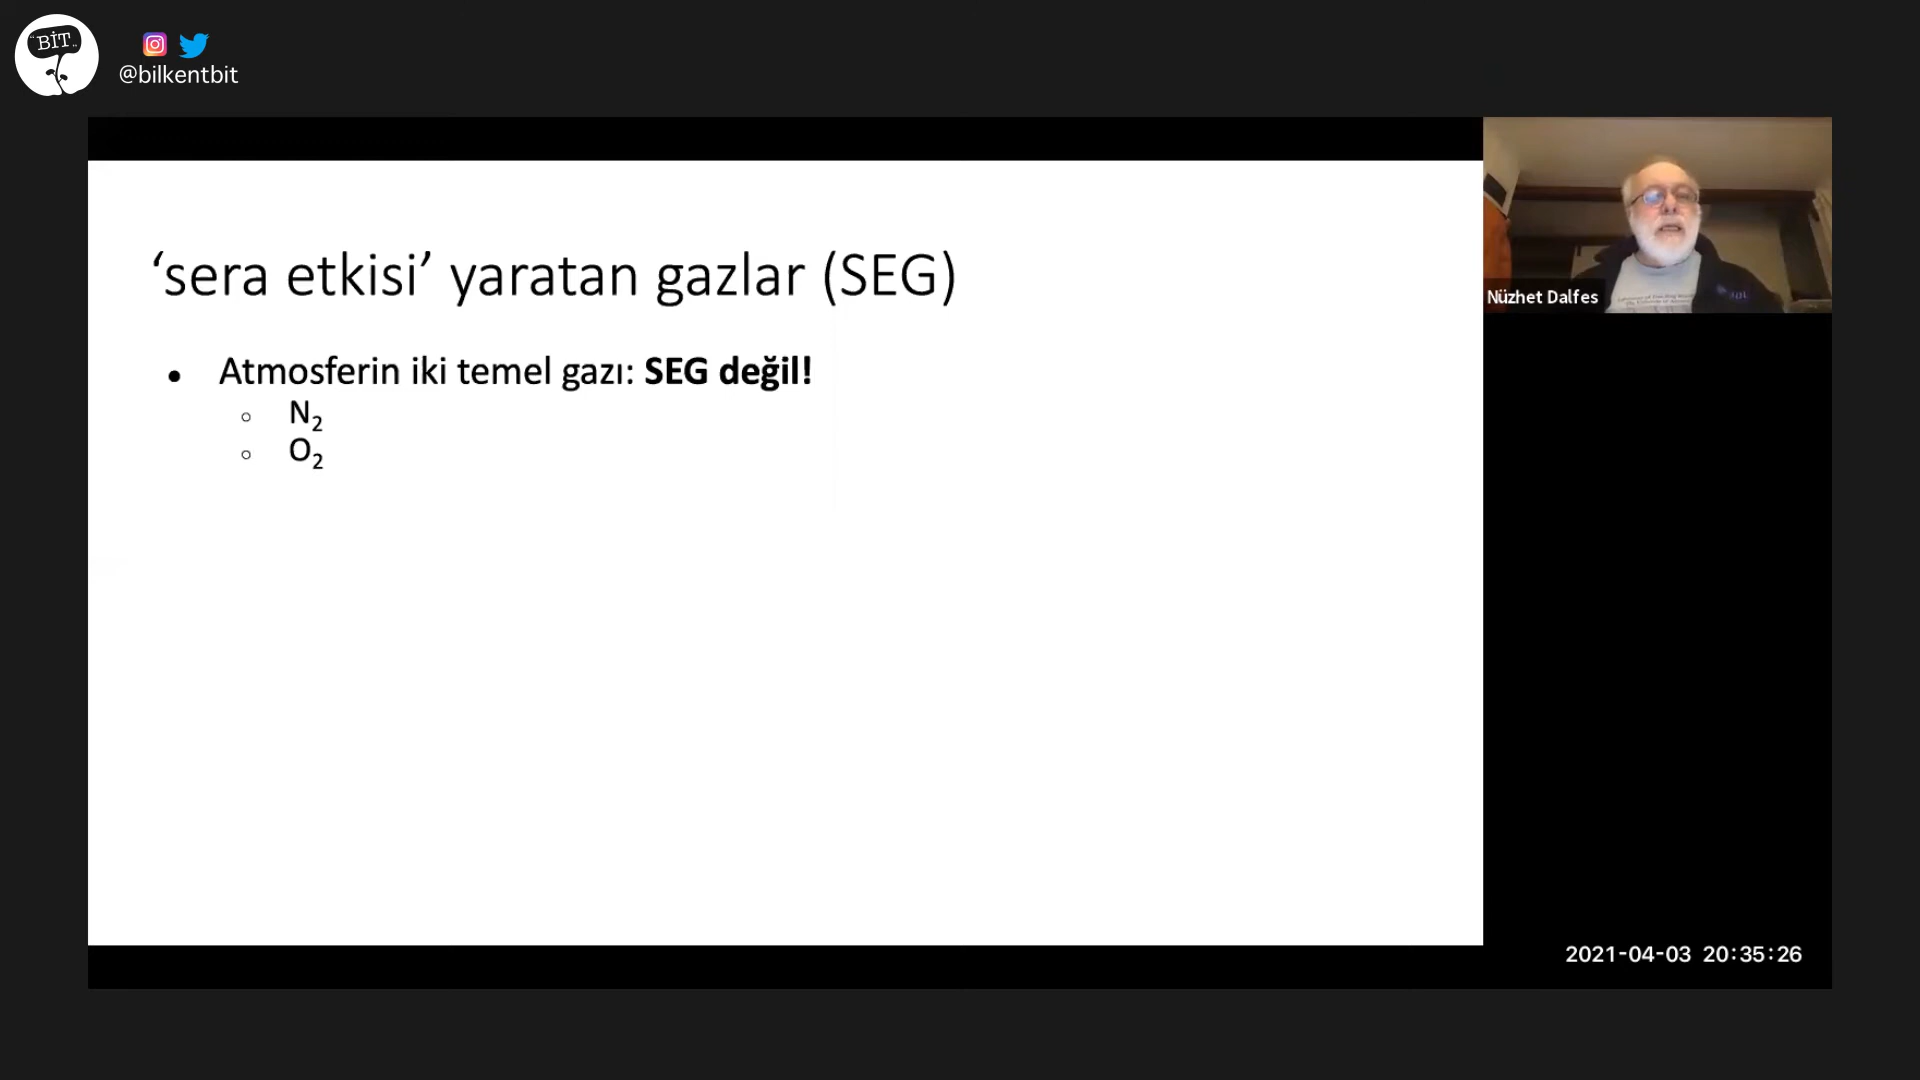 BİT
@bilkentbit
‘sera etkisi’ yaratan gazlar (SEG)
• Atmosferin iki temel gazı: SEG değil!
○ N₂
○ O₂
Nüzhet Dalfes
2021-04-03 20:35:26